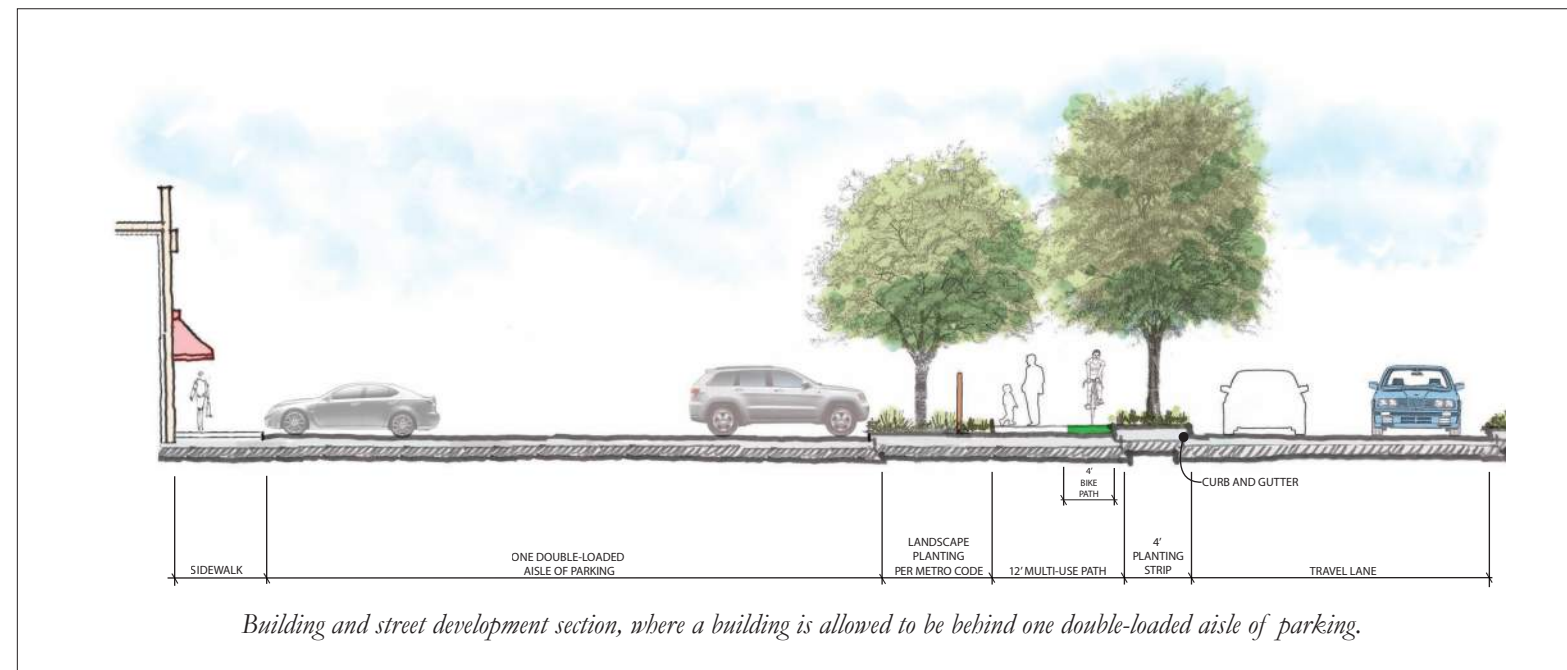 4'
BIKE
PATH
CURB AND GUTTER
SIDEWALK
ONE DOUBLE-LOADED
AISLE OF PARKING
LANDSCAPE
PLANTING
PER METRO CODE
12' MULTI-USE PATH
4'
PLANTING
STRIP
TRAVEL LANE
Building and street development section, where a building is allowed to be behind one double-loaded aisle of parking.